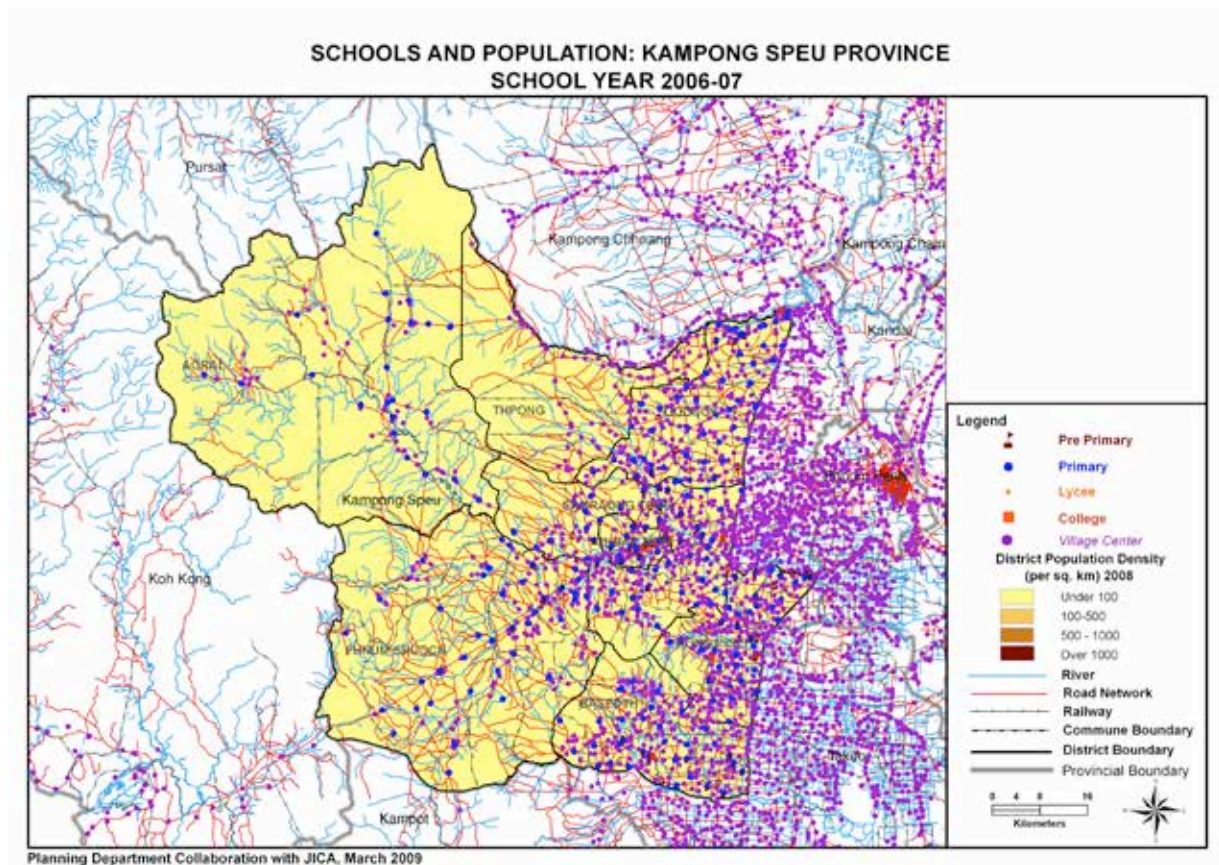 SCHOOLS AND POPULATION: KAMPONG SPEU PROVINCE
SCHOOL YEAR 2006-07
Pursat
Kampong Chhnang
Kampong Cham
Kandal
AORAL
THPONG
Kampong Speu
Koh Kong
Kampot
Legend
Pre Primary
Primary
Lycee
College
Village Center
District Population Density
(per sq. km) 2008
Under 100
100-500
500 - 1000
Over 1000
River
Road Network
Railway
Commune Boundary
District Boundary
Provincial Boundary
0 4 8 16
Kilometers
Planning Department Collaboration with JICA, March 2009